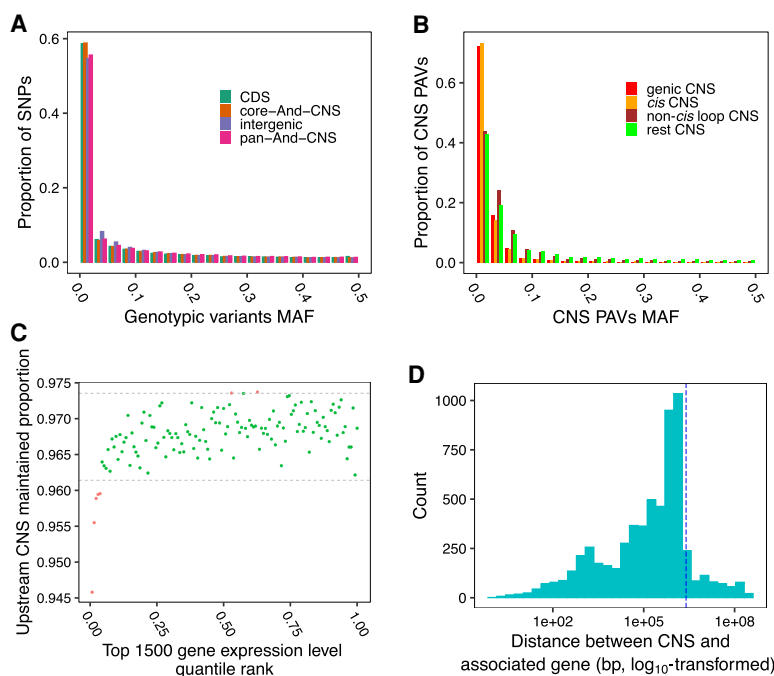 A
Proportion of SNPs
0.6
0.4
0.2
0.0
CDS
core-And-CNS
intergenic
pan-And-CNS
0.0
0.1
0.2
0.3
0.4
0.5
Genotypic variants MAF
B
Proportion of CNS PAVs
0.6
0.4
0.2
0.0
genic CNS
cis CNS
non-cis loop CNS
rest CNS
0.0
0.1
0.2
0.3
0.4
0.5
CNS PAVs MAF
C
Upstream CNS maintained proportion
0.975
0.970
0.965
0.960
0.955
0.950
0.945
0.00
0.25
0.50
0.75
1.00
Top 1500 gene expression level
quantile rank
D
Count
1000
750
500
250
0
1e+02
1e+05
1e+08
Distance between CNS and
associated gene (bp, log10-transformed)